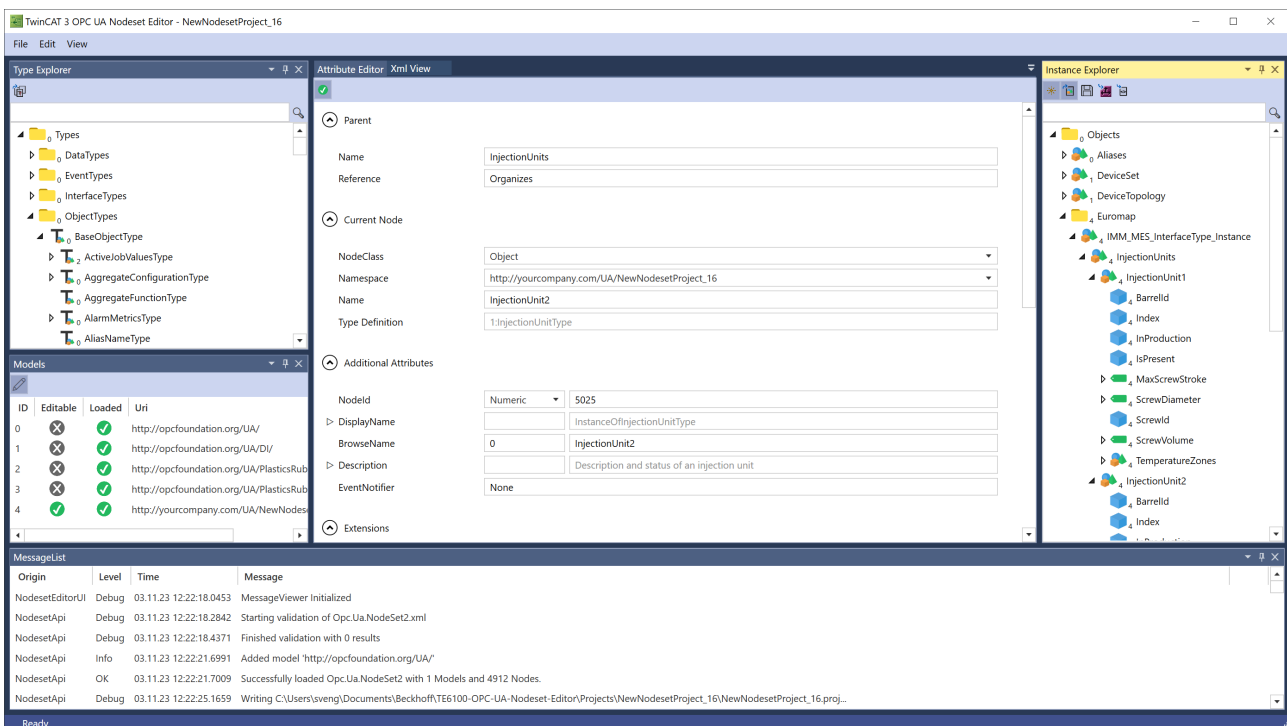 TwinCAT 3 OPC UA Nodeset Editor - NewNodesetProject_16
File Edit View
Type Explorer
0 Types
0 DataTypes
0 EventTypes
0 InterfaceTypes
0 ObjectTypes
0 BaseObjectType
2 ActiveJobValuesType
0 AggregateConfigurationType
0 AggregateFunctionType
0 AlarmMetricsType
0 AliasNameType
Models
ID Editable Loaded Uri
0 http://opcfoundation.org/UA/
1 http://opcfoundation.org/UA/DI/
2 http://opcfoundation.org/UA/PlasticsRub
3 http://opcfoundation.org/UA/PlasticsRub
4 http://yourcompany.com/UA/NewNodes
Attribute Editor Xml View
Parent
Name InjectionUnits
Reference Organizes
Current Node
NodeClass Object
Namespace http://yourcompany.com/UA/NewNodesetProject_16
Name InjectionUnit2
Type Definition 1:InjectionUnitType
Additional Attributes
NodeId Numeric 5025
DisplayName InstanceOfInjectionUnitType
BrowseName 0 InjectionUnit2
Description Description and status of an injection unit
EventNotifier None
Extensions
Instance Explorer
0 Objects
0 Aliases
1 DeviceSet
1 DeviceTopology
4 Euromap
4 IMM_MES_InterfaceType_Instance
4 InjectionUnits
4 InjectionUnit1
4 BarrelId
4 Index
4 InProduction
4 IsPresent
4 MaxScrewStroke
4 ScrewDiameter
4 ScrewId
4 ScrewVolume
4 TemperatureZones
4 InjectionUnit2
4 BarrelId
4 Index
MessageList
Origin Level Time Message
NodesetEditorUI Debug 03.11.23 12:22:18.0453 MessageViewer Initialized
NodesetApi Debug 03.11.23 12:22:18.2842 Starting validation of Opc.Ua.NodeSet2.xml
NodesetApi Debug 03.11.23 12:22:18.4371 Finished validation with 0 results
NodesetApi Info 03.11.23 12:22:21.6991 Added model 'http://opcfoundation.org/UA/'
NodesetApi OK 03.11.23 12:22:21.7009 Successfully loaded Opc.Ua.NodeSet2 with 1 Models and 4912 Nodes.
NodesetApi Debug 03.11.23 12:22:25.1659 Writing C:\Users\sveng\Documents\Beckhoff\TE6100-OPC-UA-Nodeset-Editor\Projects\NewNodesetProject_16\NewNodesetProject_16.proj...
Ready